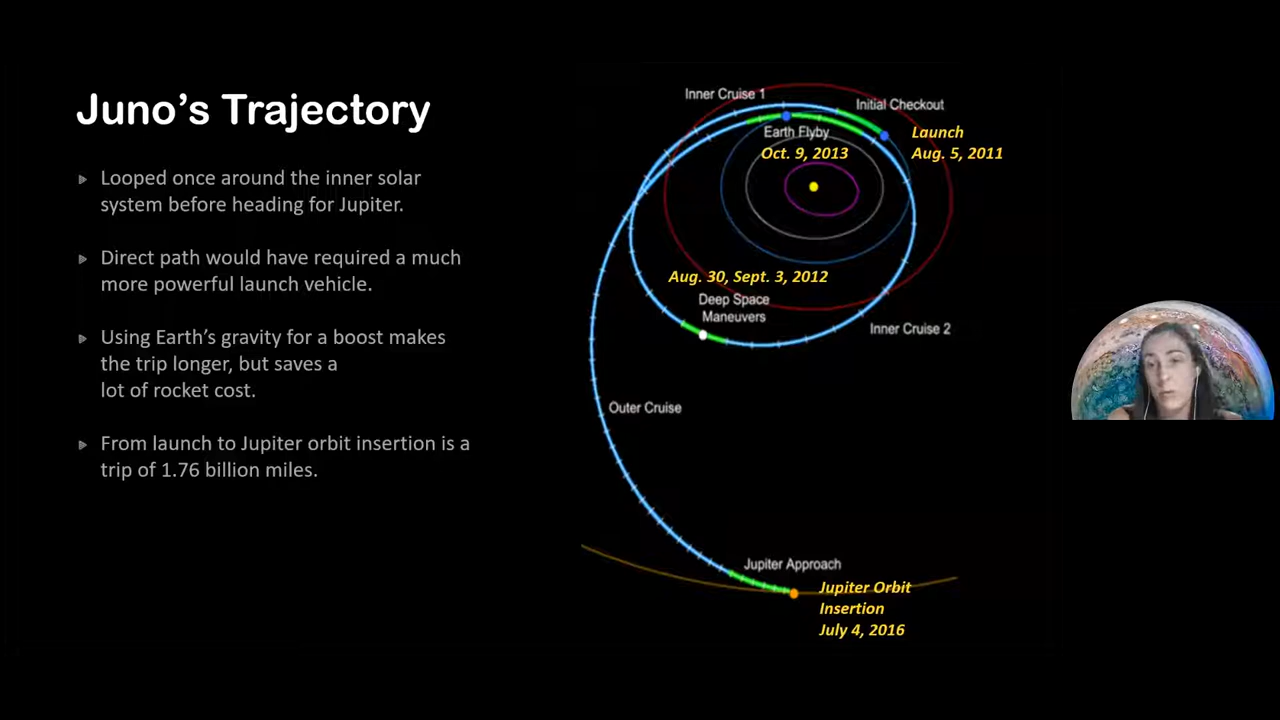 Juno's Trajectory
Looped once around the inner solar
system before heading for Jupiter.
Direct path would have required a much
more powerful launch vehicle.
Using Earth's gravity for a boost makes
the trip longer, but saves a
lot of rocket cost.
From launch to Jupiter orbit insertion is a
trip of 1.76 billion miles.
Inner Cruise 1
Initial Checkout
Earth Flyby
Oct. 9, 2013
Launch
Aug. 5, 2011
Aug. 30, Sept. 3, 2012
Deep Space
Maneuvers
Inner Cruise 2
Outer Cruise
Jupiter Approach
Jupiter Orbit
Insertion
July 4, 2016